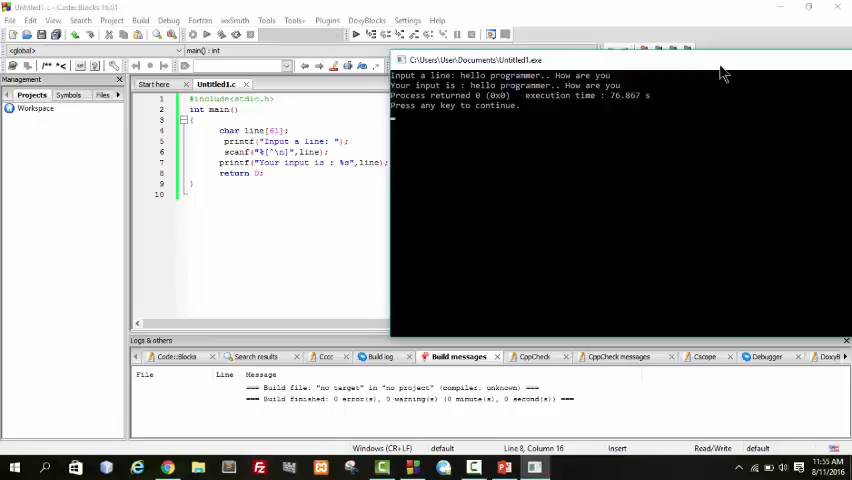 Untitled1.c - Code::Blocks 16.01
File Edit View Search Project Build Debug Fortran wxSmith Tools Tools+ Plugins DoxyBlocks Settings Help
<global> main() : int
/** *<
Management
Projects Symbols Files
Workspace
Start here Untitled1.c
1 #include<stdio.h>
2 int main()
3 {
4 char line[61];
5 printf("Input a line: ");
6 scanf("%[^\n]",line);
7 printf("Your input is : %s",line);
8 return 0;
9 }
10
C:\Users\User\Documents\Untitled1.exe
Input a line: hello programmer.. How are you
Your input is : hello programmer.. How are you
Process returned 0 (0x0) execution time : 76.867 s
Press any key to continue.
Logs & others
Code::Blocks Search results Cccc Build log Build messages CppCheck CppCheck messages Cscope Debugger DoxyB
File Line Message
=== Build file: "no target" in "no project" (compiler: unknown) ===
=== Build finished: 0 error(s), 0 warning(s) (0 minute(s), 0 second(s)) ===
Windows (CR+LF) default Line 8, Column 16 Insert Read/Write default
11:55 AM
8/11/2016